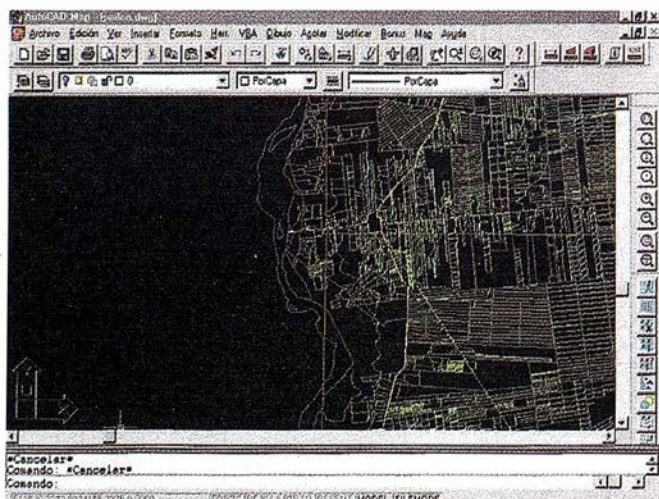 AutoCAD Map
Archivo Edición Ver Insertar Formato Herr. VBA Dibujo Acotar Modificar Bonus Map Ayuda
0 PorCapa PorCapa
*Cancelar*
Comando: *Cancelar*
Comando: